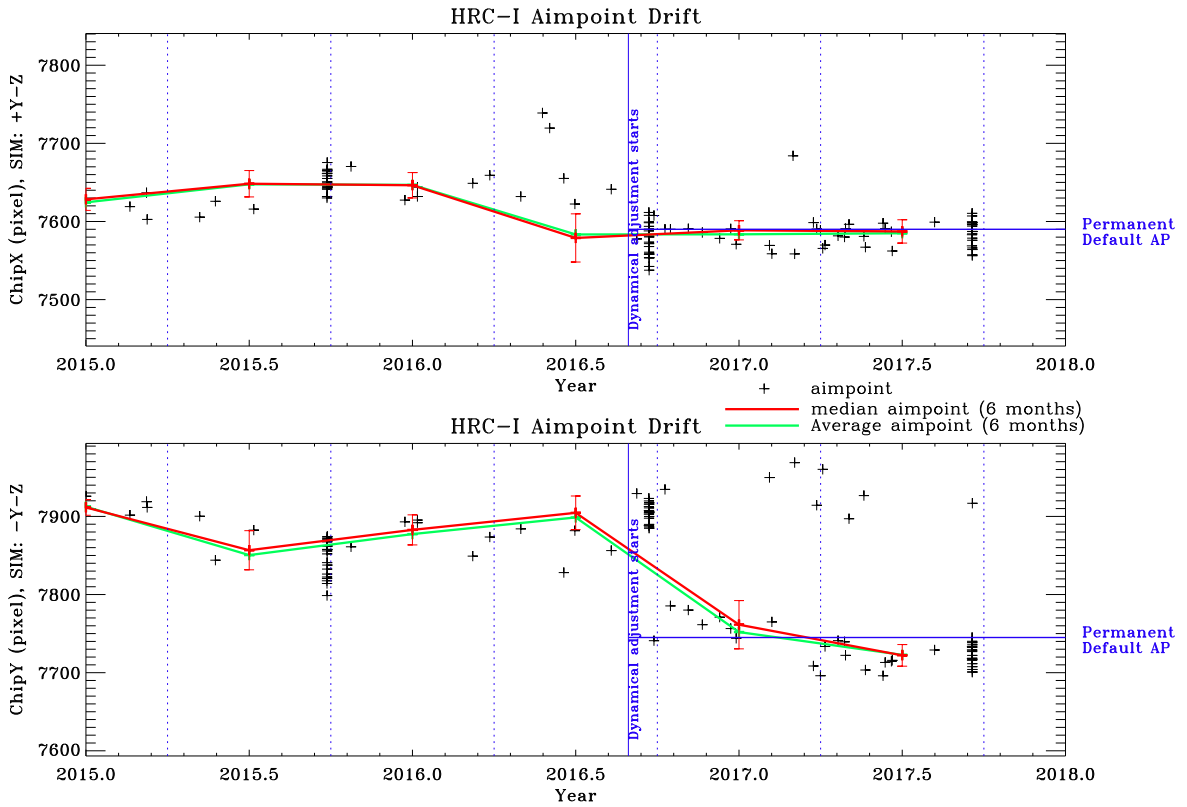 HRC-I Aimpoint Drift
ChipX (pixel), SIM: +Y-Z
7800
7700
7600
7500
Dynamical adjustment starts
Permanent
Default AP
2015.0 2015.5 2016.0 2016.5 2017.0 2017.5 2018.0
Year
aimpoint
median aimpoint (6 months)
Average aimpoint (6 months)
HRC-I Aimpoint Drift
ChipY (pixel), SIM: -Y-Z
7900
7800
7700
7600
Dynamical adjustment starts
Permanent
Default AP
2015.0 2015.5 2016.0 2016.5 2017.0 2017.5 2018.0
Year